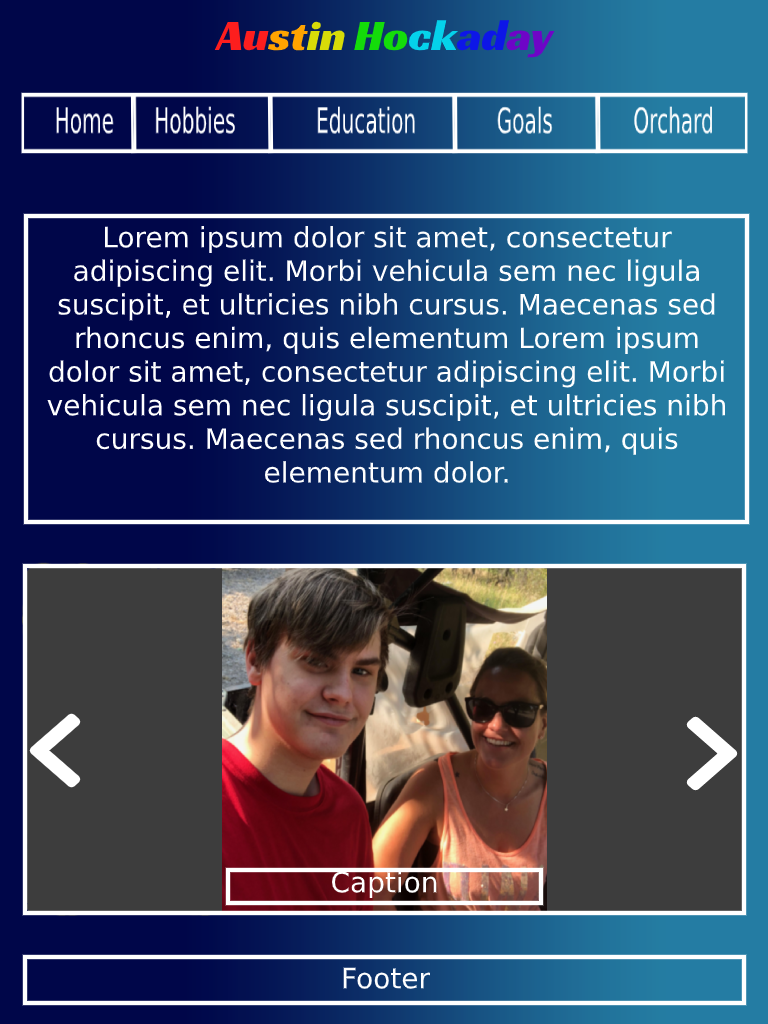 Austin Hockaday
Home Hobbies Education Goals Orchard
Lorem ipsum dolor sit amet, consectetur
adipiscing elit. Morbi vehicula sem nec ligula
suscipit, et ultricies nibh cursus. Maecenas sed
rhoncus enim, quis elementum Lorem ipsum
dolor sit amet, consectetur adipiscing elit. Morbi
vehicula sem nec ligula suscipit, et ultricies nibh
cursus. Maecenas sed rhoncus enim, quis
elementum dolor.
Caption
Footer